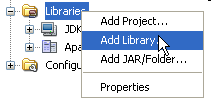 Libraries
JDK
Apa
Configu
Add Project...
Add Library...
Add JAR/Folder...
Properties